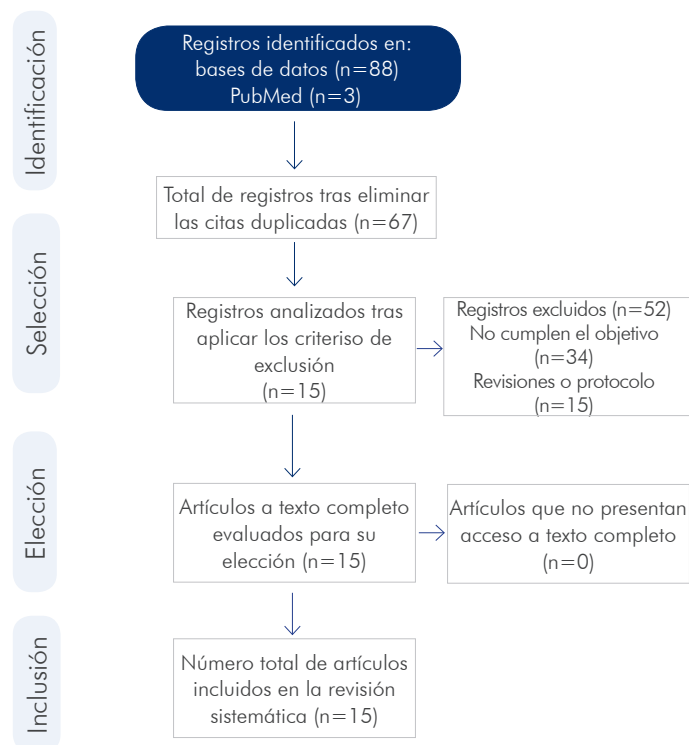 Identificación
Registros identificados en:
bases de datos (n=88)
PubMed (n=3)
Total de registros tras eliminar
las citas duplicadas (n=67)
Selección
Registros analizados tras
aplicar los criteriso de
exclusión
(n=15)
Registros excluidos (n=52)
No cumplen el objetivo
(n=34)
Revisiones o protocolo
(n=15)
Elección
Artículos a texto completo
evaluados para su
elección (n=15)
Artículos que no presentan
acceso a texto completo
(n=0)
Inclusión
Número total de artículos
incluidos en la revisión
sistemática (n=15)